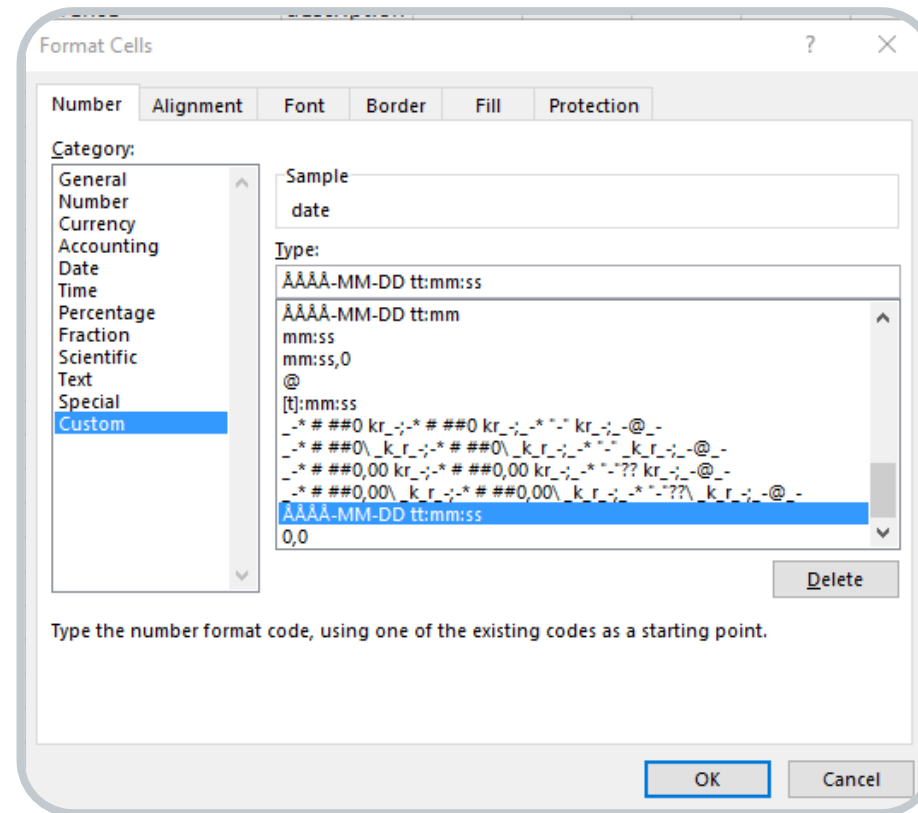 Format Cells
?
Number
Alignment
Font
Border
Fill
Protection
Category:
General
Number
Currency
Accounting
Date
Time
Percentage
Fraction
Scientific
Text
Special
Custom
Sample
date
Type:
ÅÅÅÅ-MM-DD tt:mm:ss
ÅÅÅÅ-MM-DD tt:mm
mm:ss
mm:ss,0
@
[t]:mm:ss
_-* # ##0 kr_-;-* # ##0 kr_-;_-* "-" kr_-;_-@_-
_-* # ##0\ _k_r_-;-* # ##0\ _k_r_-;_-* "-"\ _k_r_-;_-@_-
_-* # ##0,00 kr_-;-* # ##0,00 kr_-;_-* "-"?? kr_-;_-@_-
_-* # ##0,00\ _k_r_-;-* # ##0,00\ _k_r_-;_-* "-"??\ _k_r_-;_-@_-
ÅÅÅÅ-MM-DD tt:mm:ss
0,0
Delete
Type the number format code, using one of the existing codes as a starting point.
OK
Cancel